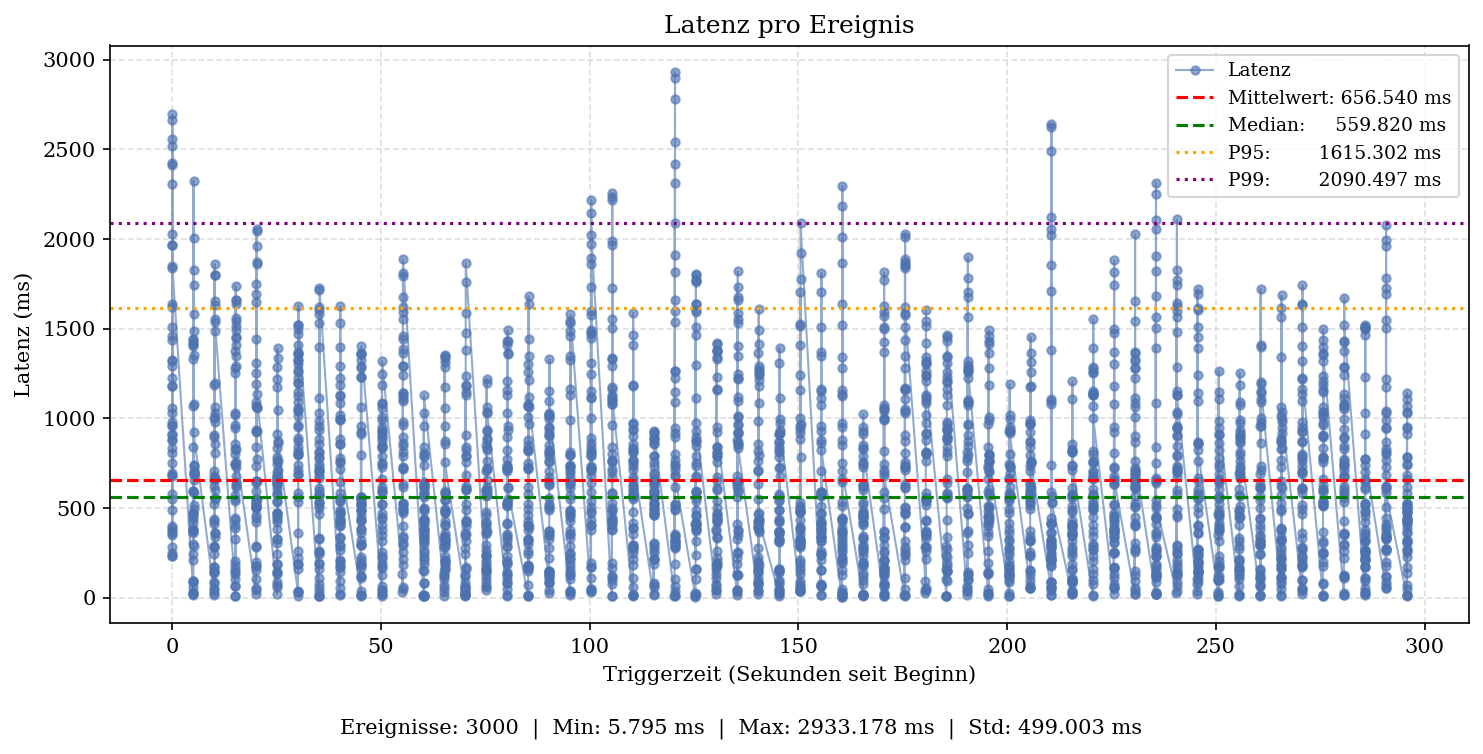 Latenz pro Ereignis
Latenz (ms)
3000
2500
2000
1500
1000
500
0
Latenz
Mittelwert: 656.540 ms
Median: 559.820 ms
P95: 1615.302 ms
P99: 2090.497 ms
0 50 100 150 200 250 300
Triggerzeit (Sekunden seit Beginn)
Ereignisse: 3000 | Min: 5.795 ms | Max: 2933.178 ms | Std: 499.003 ms